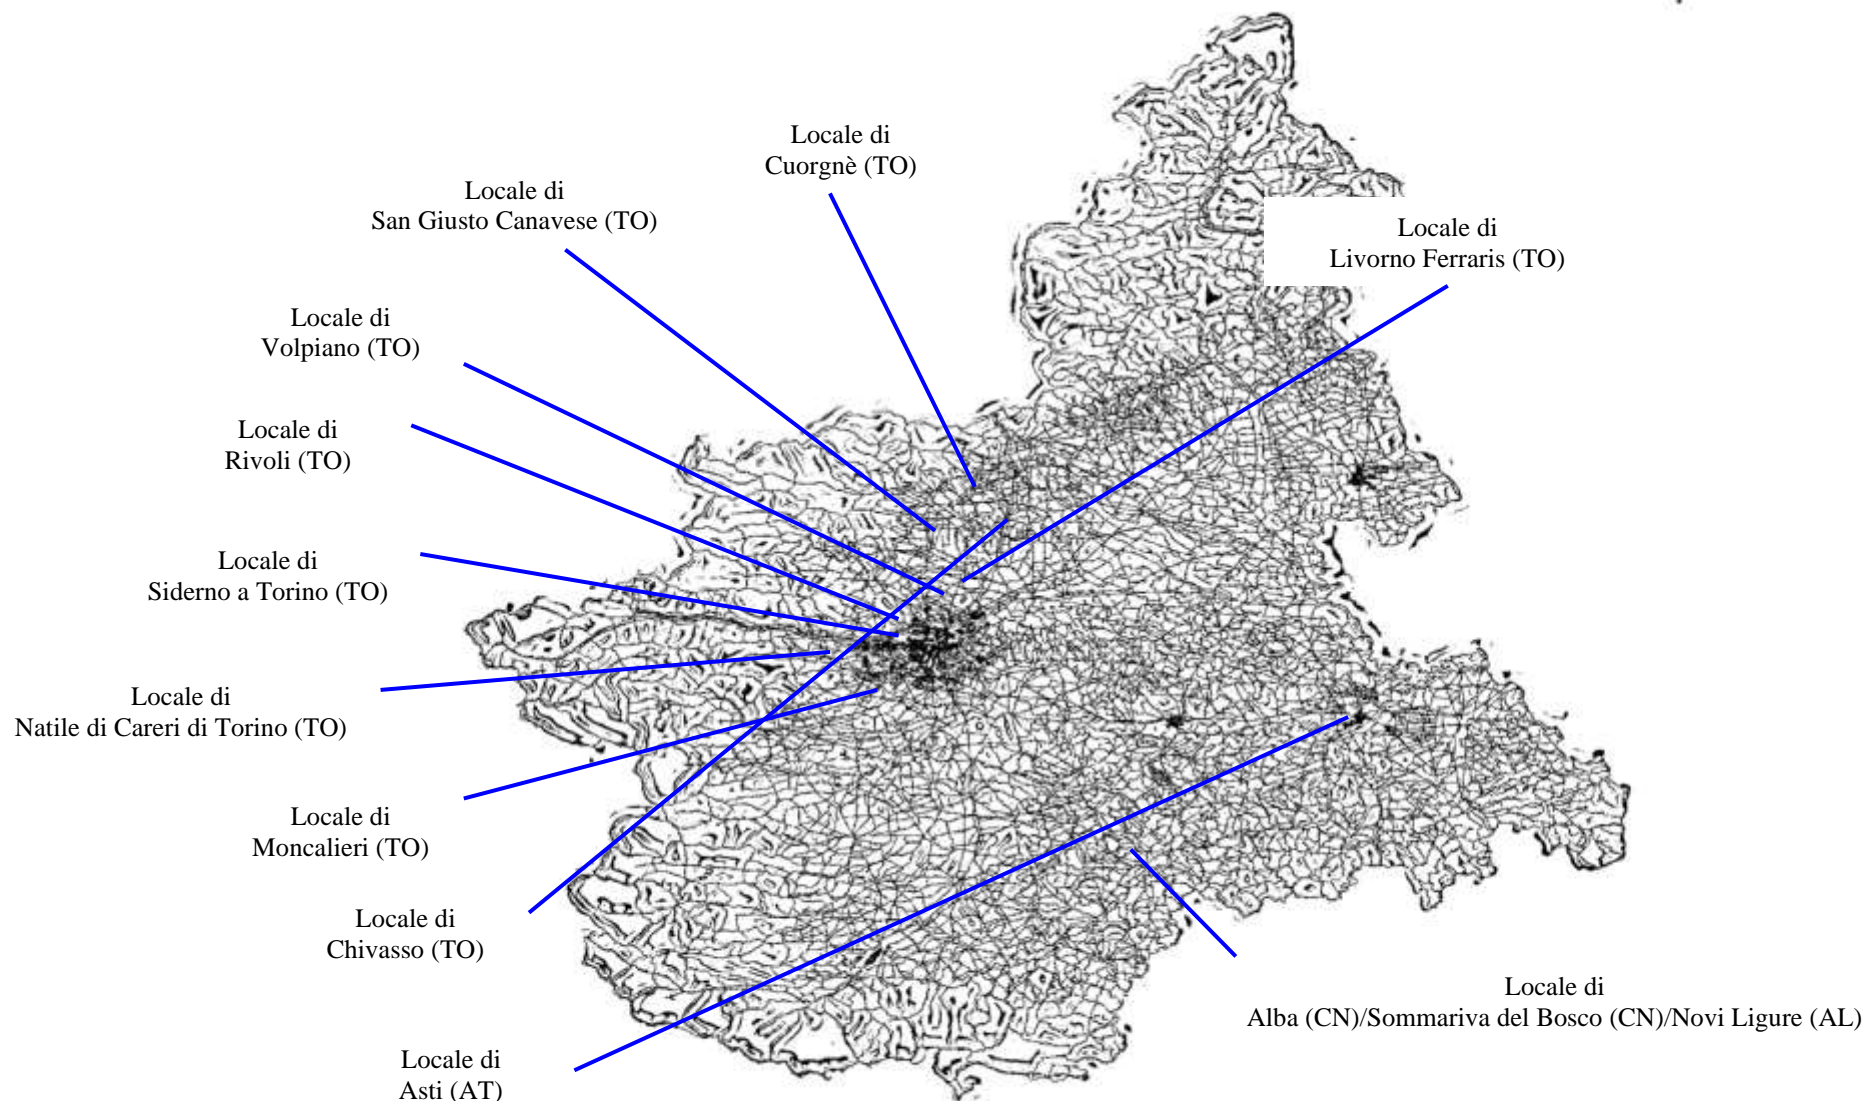 Locale di
Cuorgnè (TO)
Locale di
San Giusto Canavese (TO)
Locale di
Livorno Ferraris (TO)
Locale di
Volpiano (TO)
Locale di
Rivoli (TO)
Locale di
Siderno a Torino (TO)
Locale di
Natile di Careri di Torino (TO)
Locale di
Moncalieri (TO)
Locale di
Chivasso (TO)
Locale di
Alba (CN)/Sommariva del Bosco (CN)/Novi Ligure (AL)
Locale di
Asti (AT)